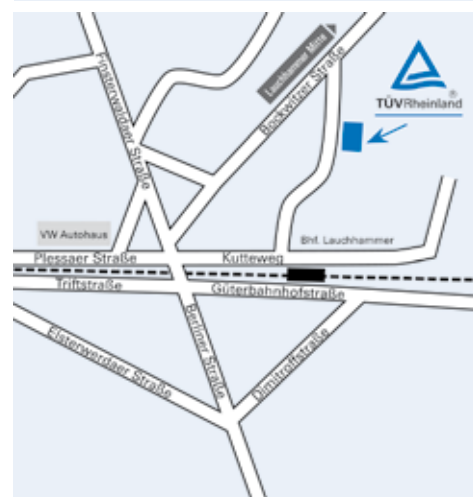 Lauchhammer Mitte
Finsterwaldaer Straße
Bockwitzer Straße
TÜVRheinland
®
VW Autohaus
Bhf. Lauchhammer
Plessaer Straße
Kutteweg
Triftstraße
Güterbahnhofstraße
Berliner Straße
Elsterwerdaer Straße
Dimitroffstraße